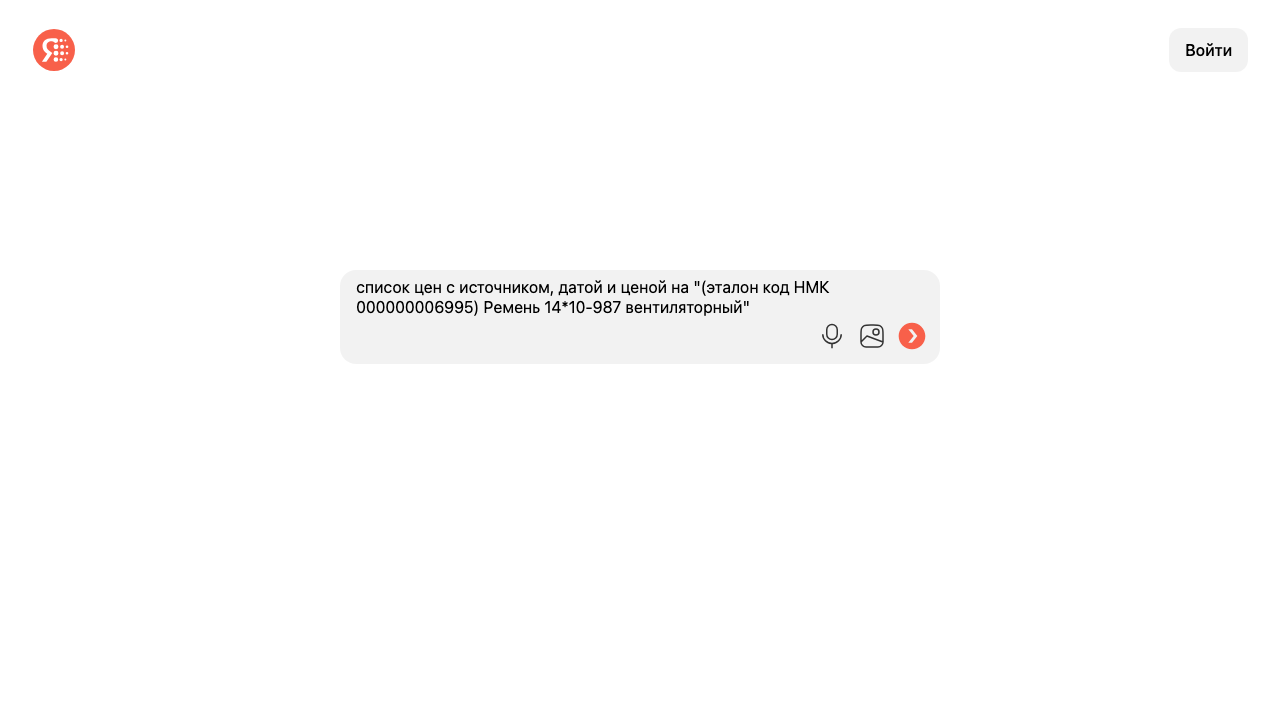 Я
Войти
список цен с источником, датой и ценой на "(эталон код НМК
000000006995) Ремень 14*10-987 вентиляторный"